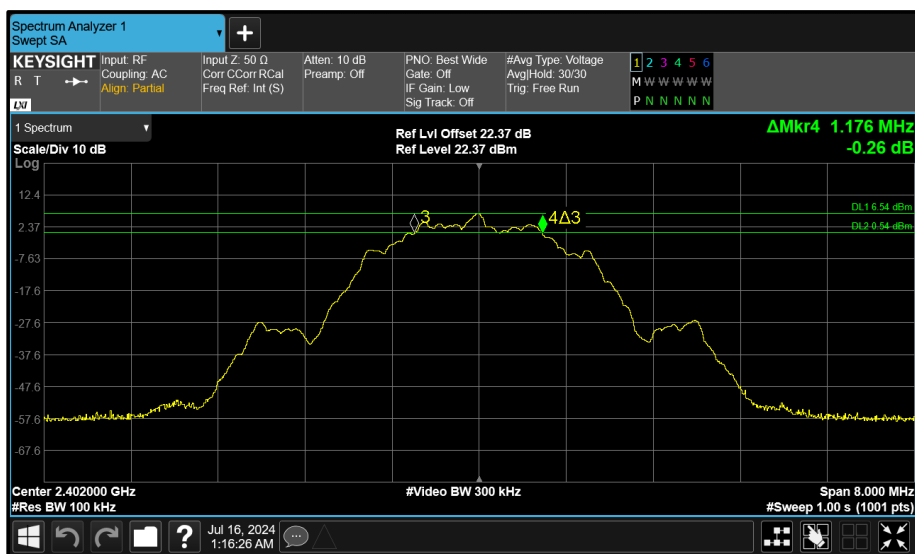 Spectrum Analyzer 1
Swept SA
+
KEYSIGHT
R T
LXI
Input: RF
Coupling: AC
Align: Partial
Input Z: 50 Ω
Corr CCorr RCal
Freq Ref: Int (S)
Atten: 10 dB
Preamp: Off
PNO: Best Wide
Gate: Off
IF Gain: Low
Sig Track: Off
#Avg Type: Voltage
Avg|Hold: 30/30
Trig: Free Run
1 2 3 4 5 6
M W W W W W
P N N N N N
1 Spectrum
Scale/Div 10 dB
Ref Lvl Offset 22.37 dB
Ref Level 22.37 dBm
ΔMkr4 1.176 MHz
-0.26 dB
Log
12.4
2.37
-7.63
-17.6
-27.6
-37.6
-47.6
-57.6
-67.6
3
4Δ3
DL1 6.54 dBm
DL2 0.54 dBm
Center 2.402000 GHz
#Res BW 100 kHz
#Video BW 300 kHz
Span 8.000 MHz
#Sweep 1.00 s (1001 pts)
?
Jul 16, 2024
1:16:26 AM